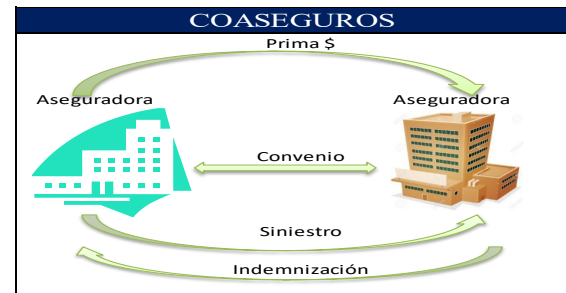 COASEGUROS
Prima $
Aseguradora
Aseguradora
Convenio
Siniestro
Indemnización